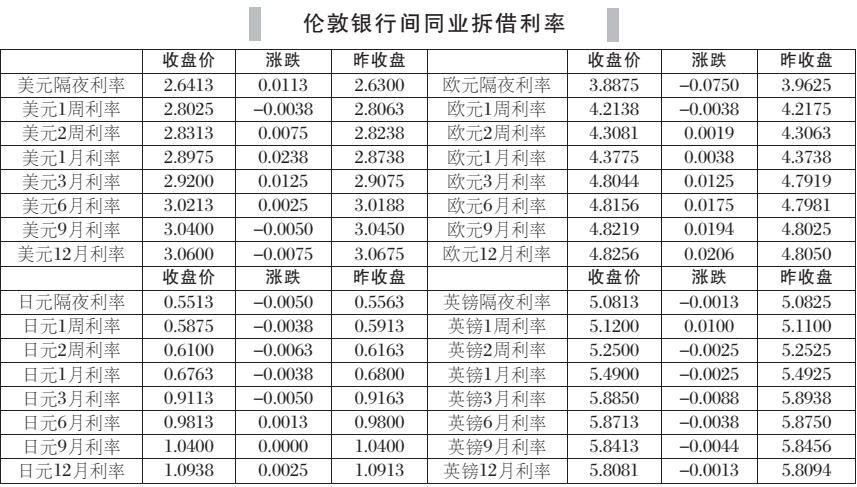 伦敦银行间同业拆借利率
收盘价 涨跌 昨收盘 收盘价 涨跌 昨收盘
美元隔夜利率 2.6413 0.0113 2.6300 欧元隔夜利率 3.8875 –0.0750 3.9625
美元1周利率 2.8025 –0.0038 2.8063 欧元1周利率 4.2138 –0.0038 4.2175
美元2周利率 2.8313 0.0075 2.8238 欧元2周利率 4.3081 0.0019 4.3063
美元1月利率 2.8975 0.0238 2.8738 欧元1月利率 4.3775 0.0038 4.3738
美元3月利率 2.9200 0.0125 2.9075 欧元3月利率 4.8044 0.0125 4.7919
美元6月利率 3.0213 0.0025 3.0188 欧元6月利率 4.8156 0.0175 4.7981
美元9月利率 3.0400 –0.0050 3.0450 欧元9月利率 4.8219 0.0194 4.8025
美元12月利率 3.0600 –0.0075 3.0675 欧元12月利率 4.8256 0.0206 4.8050
收盘价 涨跌 昨收盘 收盘价 涨跌 昨收盘
日元隔夜利率 0.5513 –0.0050 0.5563 英镑隔夜利率 5.0813 –0.0013 5.0825
日元1周利率 0.5875 –0.0038 0.5913 英镑1周利率 5.1200 0.0100 5.1100
日元2周利率 0.6100 –0.0063 0.6163 英镑2周利率 5.2500 –0.0025 5.2525
日元1月利率 0.6763 –0.0038 0.6800 英镑1月利率 5.4900 –0.0025 5.4925
日元3月利率 0.9113 –0.0050 0.9163 英镑3月利率 5.8850 –0.0088 5.8938
日元6月利率 0.9813 0.0013 0.9800 英镑6月利率 5.8713 –0.0038 5.8750
日元9月利率 1.0400 0.0000 1.0400 英镑9月利率 5.8413 –0.0044 5.8456
日元12月利率 1.0938 0.0025 1.0913 英镑12月利率 5.8081 –0.0013 5.8094